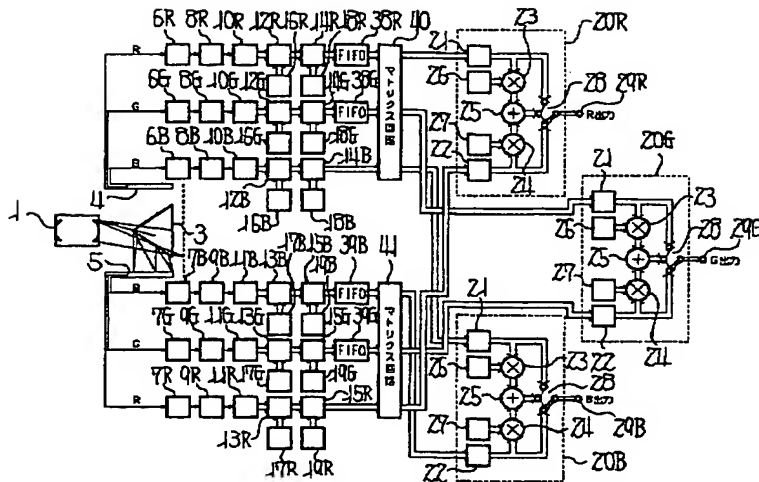 6R 8R 10R 12R 16R 14R 18R 38R 40
R FIFO 21 23 20R
6G 8G 10G 12G 16G 18G 38G 26 28 29R
G FIFO マトリクス回路 25 R出力
6B 8B 10B 14B 27 24 20G
B 22 21
4 12B 23
1 16B 18B 26 28 29G
3 25 G出力
5 17B 15B 39B 41 27
7B 9B 11B 13B 19B 24
B FIFO 21 22
7G 9G 11G 13G 15G 39G 23
G FIFO マトリクス回路 26 28
7R 9R 11R 17G 19G 25 B出力
R 15R 27 24 29B
13R 22 20B
17R 19R